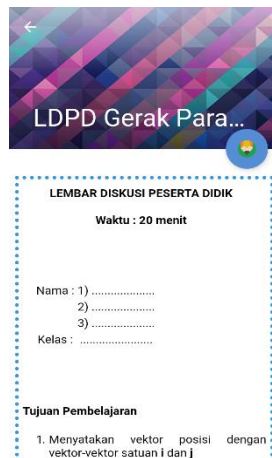 LDPD Gerak Para...
LEMBAR DISKUSI PESERTA DIDIK
Waktu : 20 menit
Nama : 1) ...................
2) ...................
3) ...................
Kelas : ......................
Tujuan Pembelajaran
1. Menyatakan vektor posisi dengan
vektor-vektor satuan i dan j